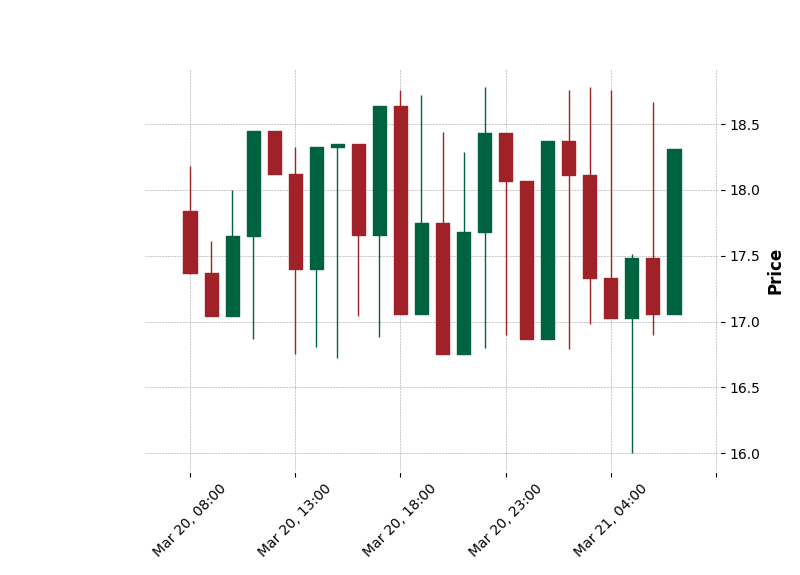 18.5
18.0
17.5
17.0
16.5
16.0
Price
Mar 20, 08:00
Mar 20, 13:00
Mar 20, 18:00
Mar 20, 23:00
Mar 21, 04:00